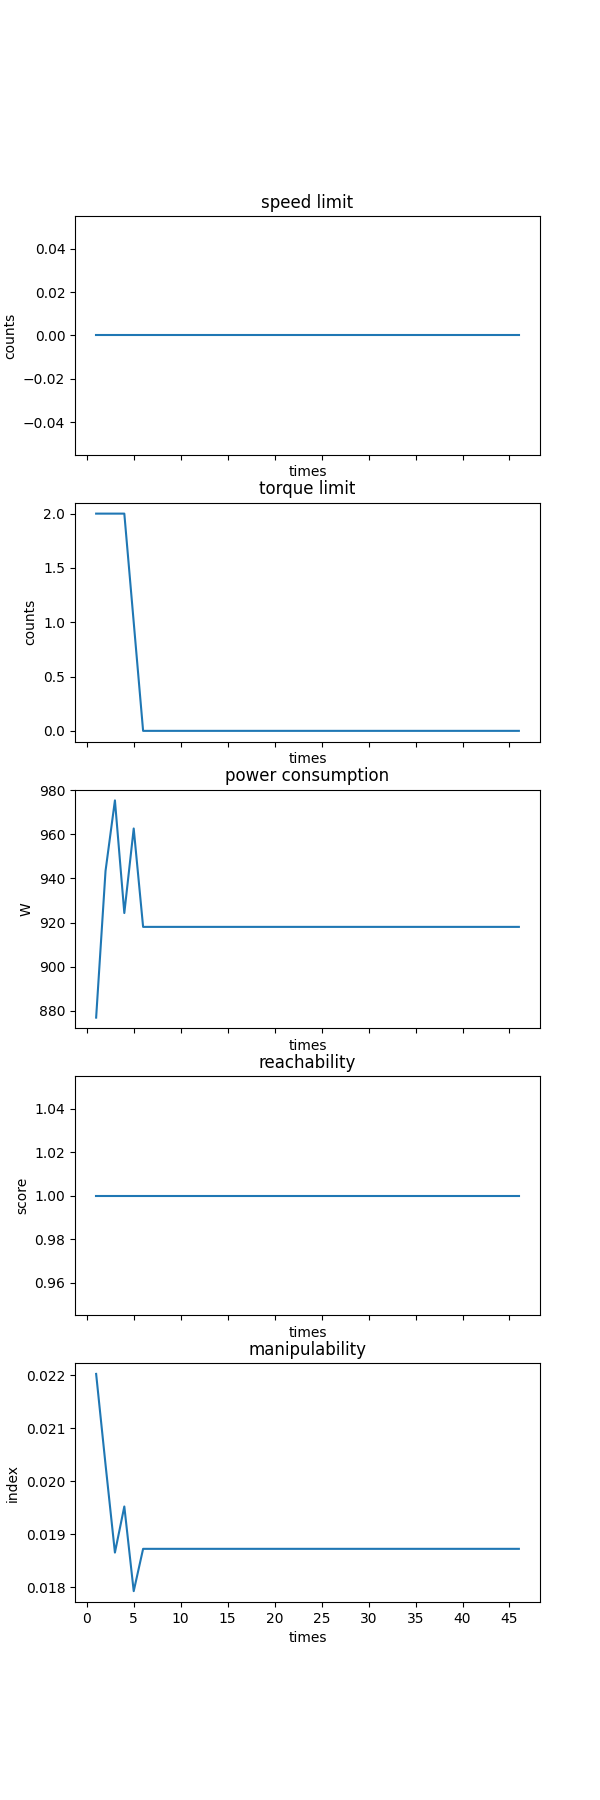 speed limit
counts
0.04
0.02
0.00
−0.02
−0.04
times
torque limit
counts
2.0
1.5
1.0
0.5
0.0
times
power consumption
W
980
960
940
920
900
880
times
reachability
score
1.04
1.02
1.00
0.98
0.96
times
manipulability
index
0.022
0.021
0.020
0.019
0.018
0 5 10 15 20 25 30 35 40 45
times